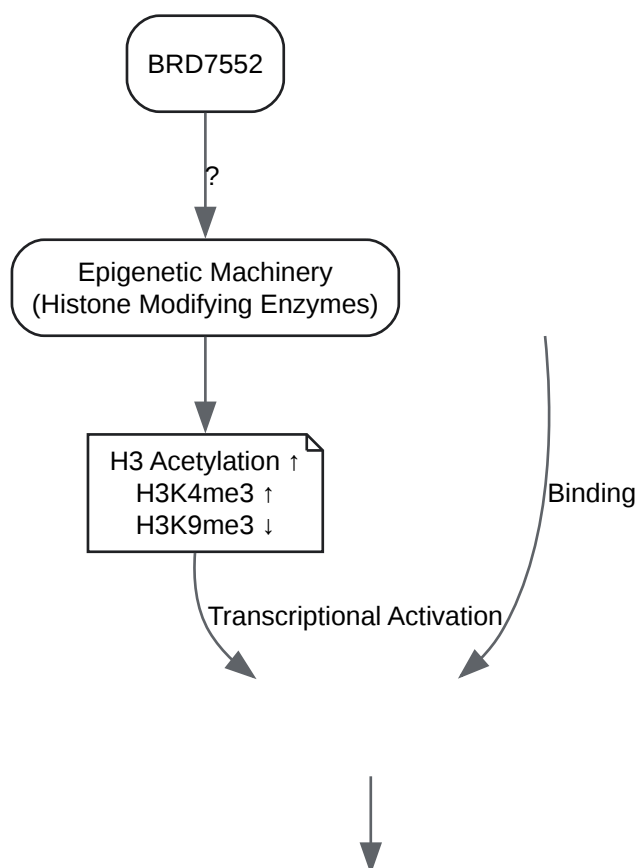 BRD7552
?
Epigenetic Machinery
(Histone Modifying Enzymes)
H3 Acetylation ↑
H3K4me3 ↑
H3K9me3 ↓
Binding
Transcriptional Activation